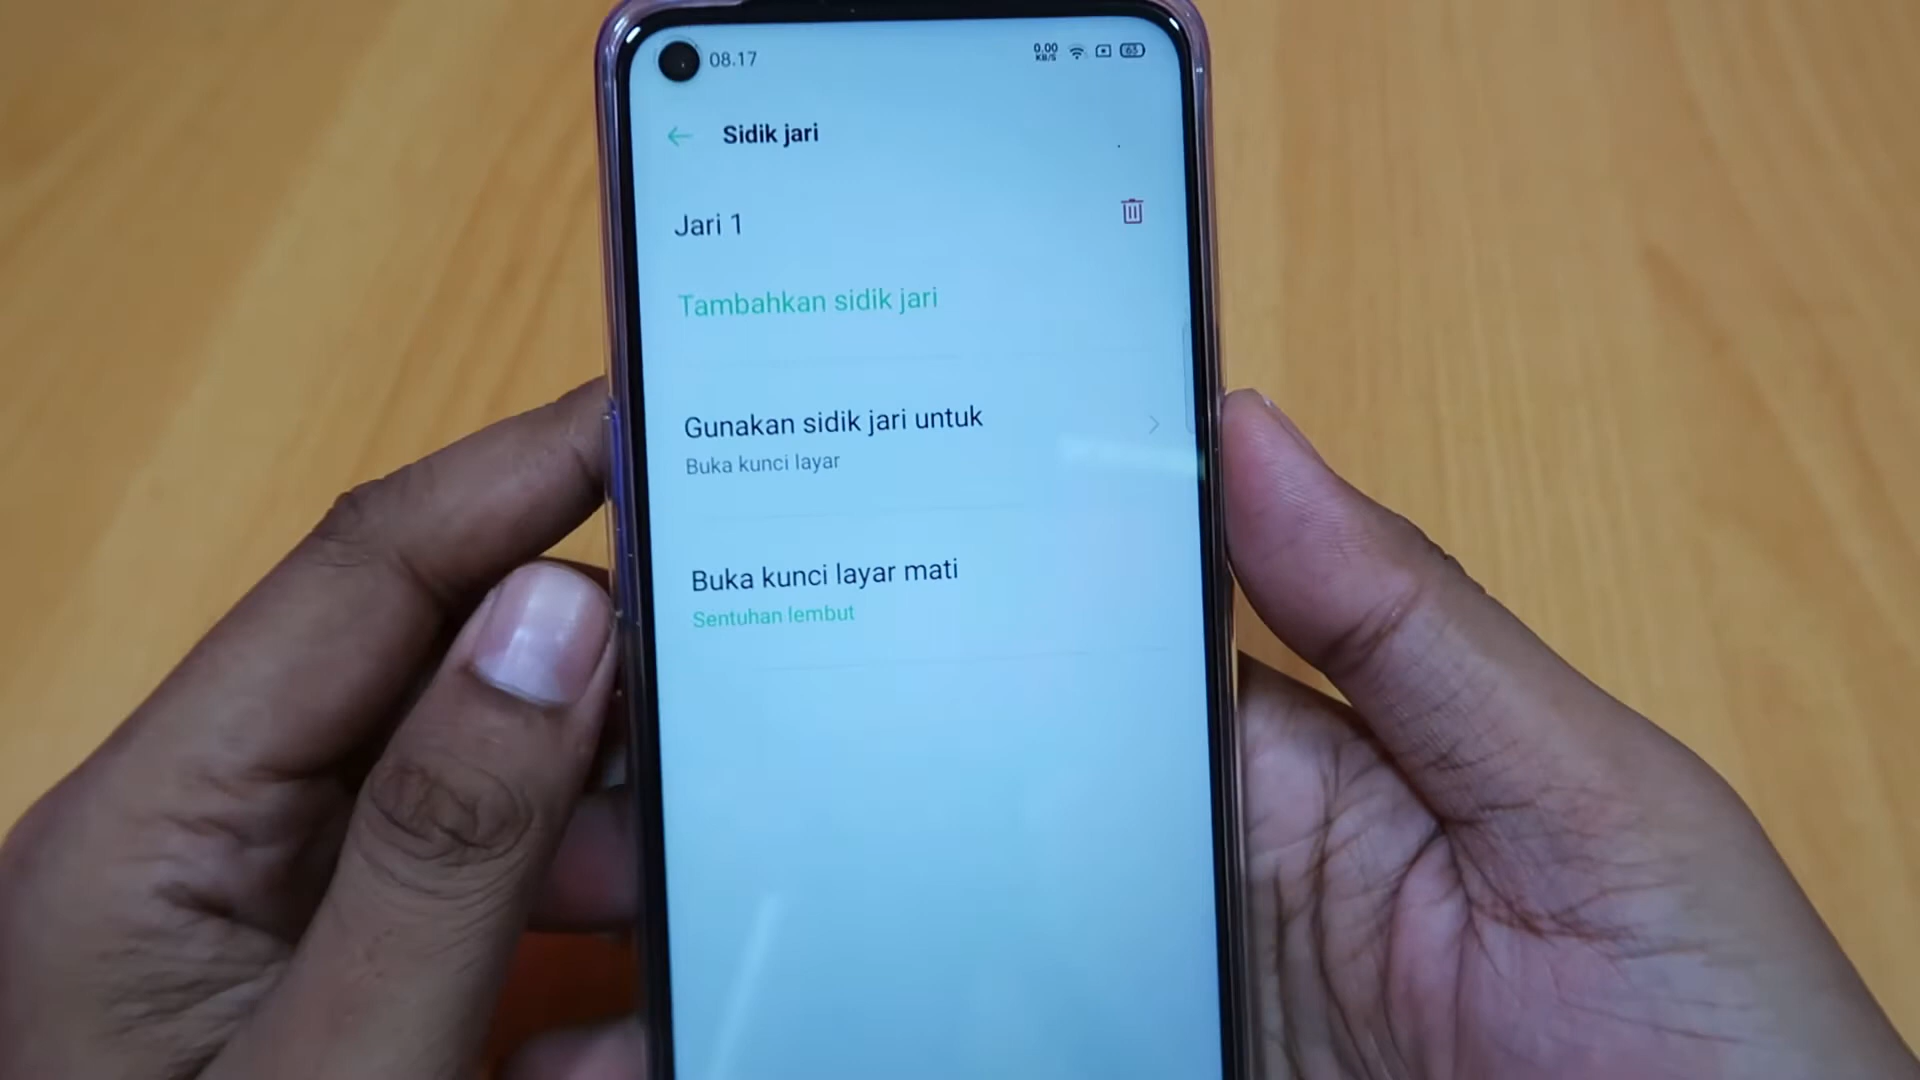 08.17
0.00
KB/S
63
Sidik jari
Jari 1
Tambahkan sidik jari
Gunakan sidik jari untuk
Buka kunci layar
Buka kunci layar mati
Sentuhan lembut